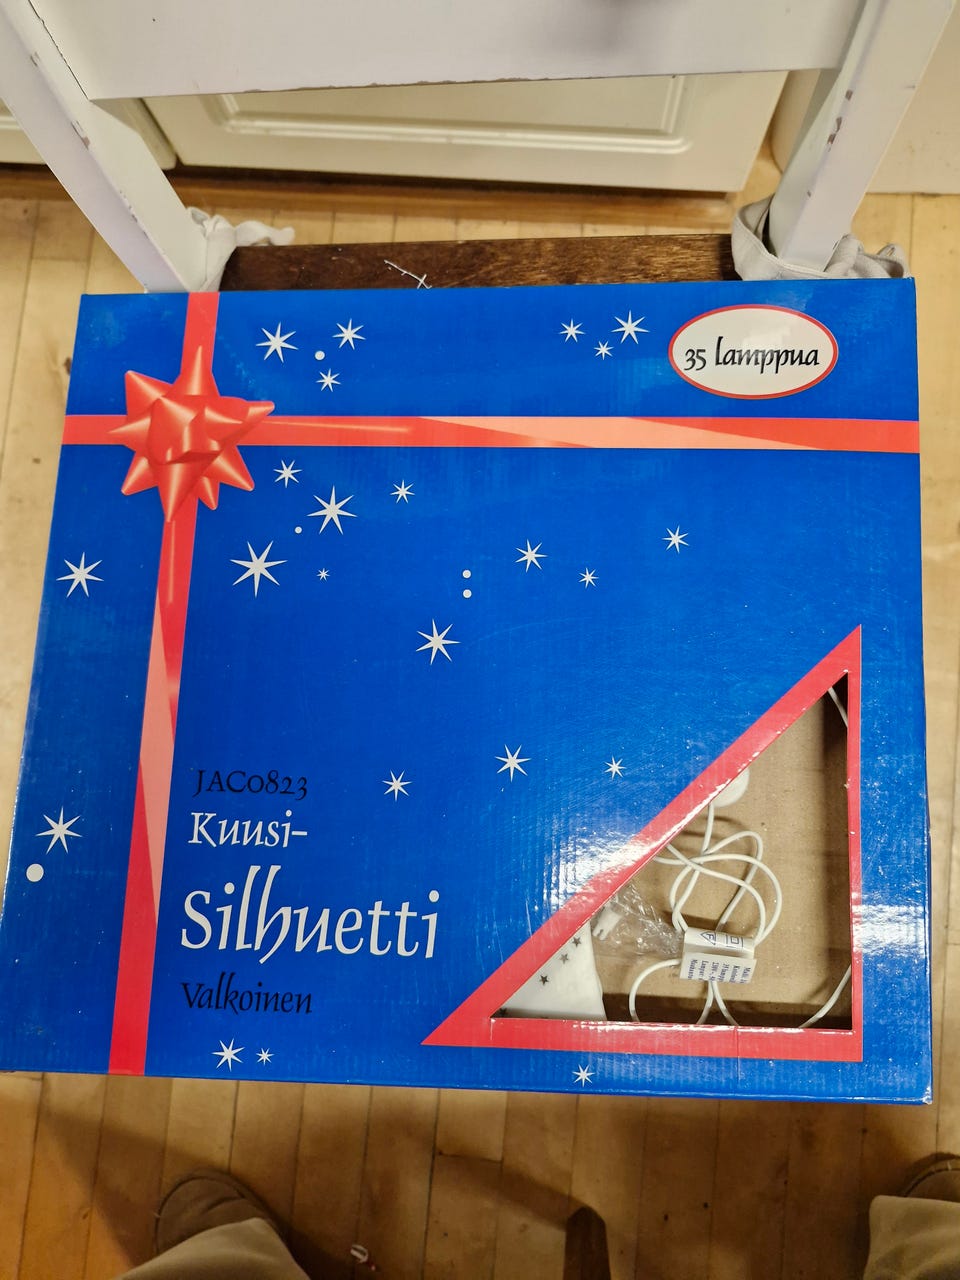 35 lamppua
JAC0823
Kuusi-
Silhuetti
Valkoinen